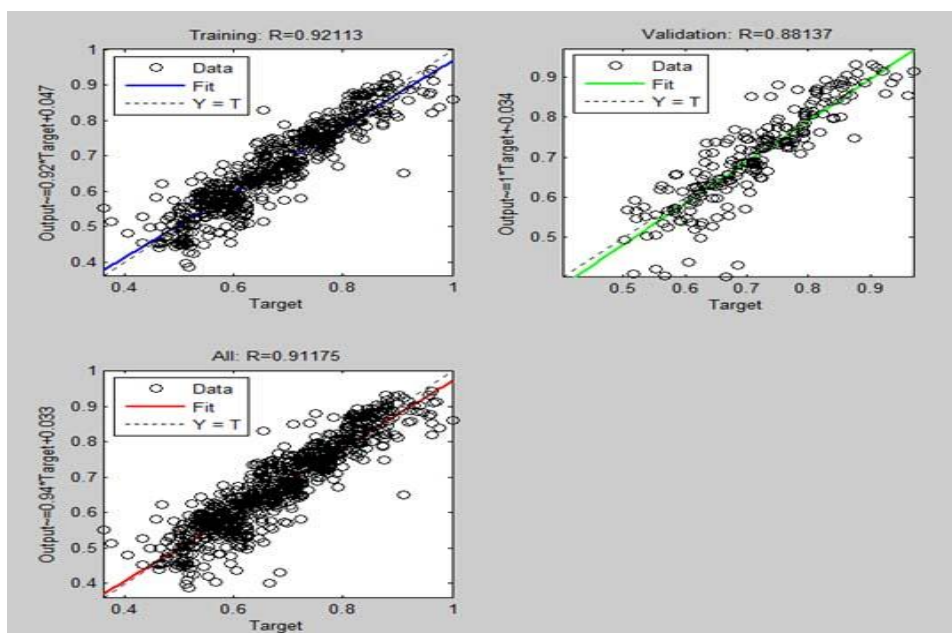 Training: R=0.92113
Output~=0.92*Target+0.047
1
0.9
0.8
0.7
0.6
0.5
0.4
Data
Fit
Y = T
0.4 0.6 0.8 1
Target
Validation: R=0.88137
Output~=1*Target+-0.034
0.9
0.8
0.7
0.6
0.5
Data
Fit
Y = T
0.5 0.6 0.7 0.8 0.9
Target
All: R=0.91175
Output~=0.94*Target+0.033
1
0.9
0.8
0.7
0.6
0.5
0.4
Data
Fit
Y = T
0.4 0.6 0.8 1
Target